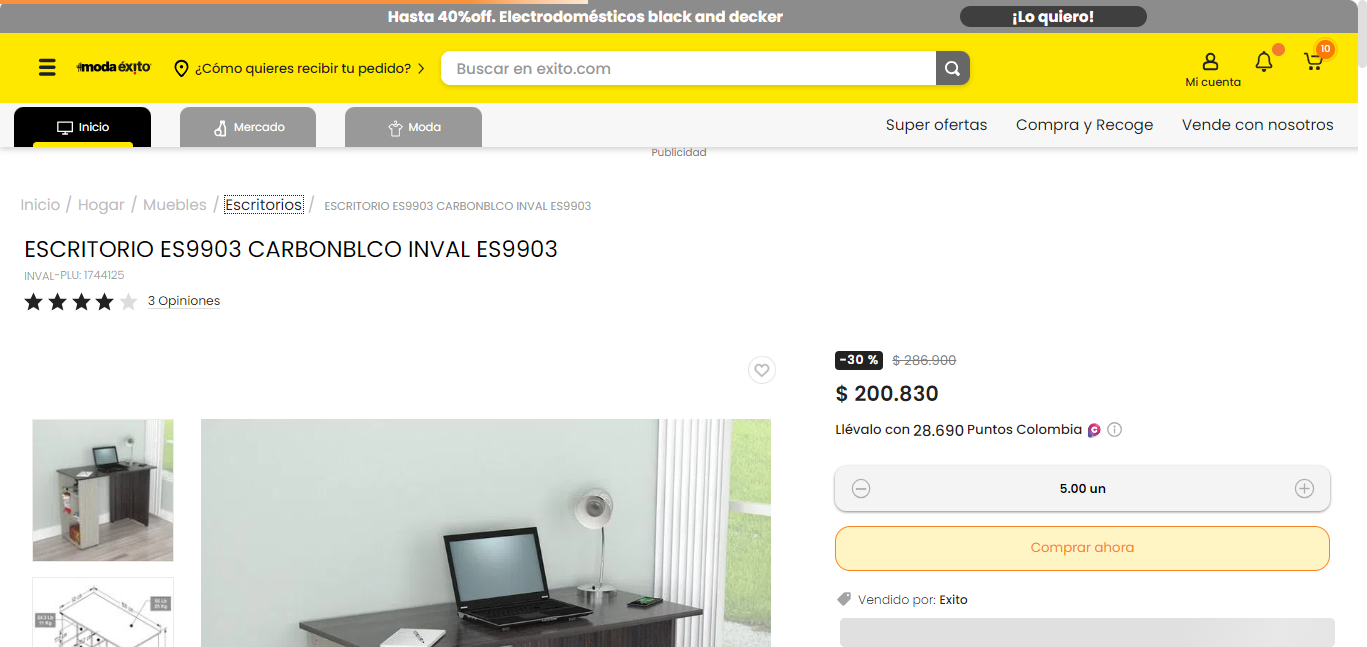 Hasta 40%off. Electrodomésticos black and decker
¡Lo quiero!
moda éxito
¿Cómo quieres recibir tu pedido?
Buscar en exito.com
Mi cuenta
10
Inicio
Mercado
Moda
Super ofertas
Compra y Recoge
Vende con nosotros
Publicidad
Inicio / Hogar / Muebles / Escritorios / ESCRITORIO ES9903 CARBONBLCO INVAL ES9903
ESCRITORIO ES9903 CARBONBLCO INVAL ES9903
INVAL-PLU: 1744125
3 Opiniones
-30 % $ 286.900
$ 200.830
Llévalo con 28.690 Puntos Colombia
5.00 un
Comprar ahora
Vendido por: Exito